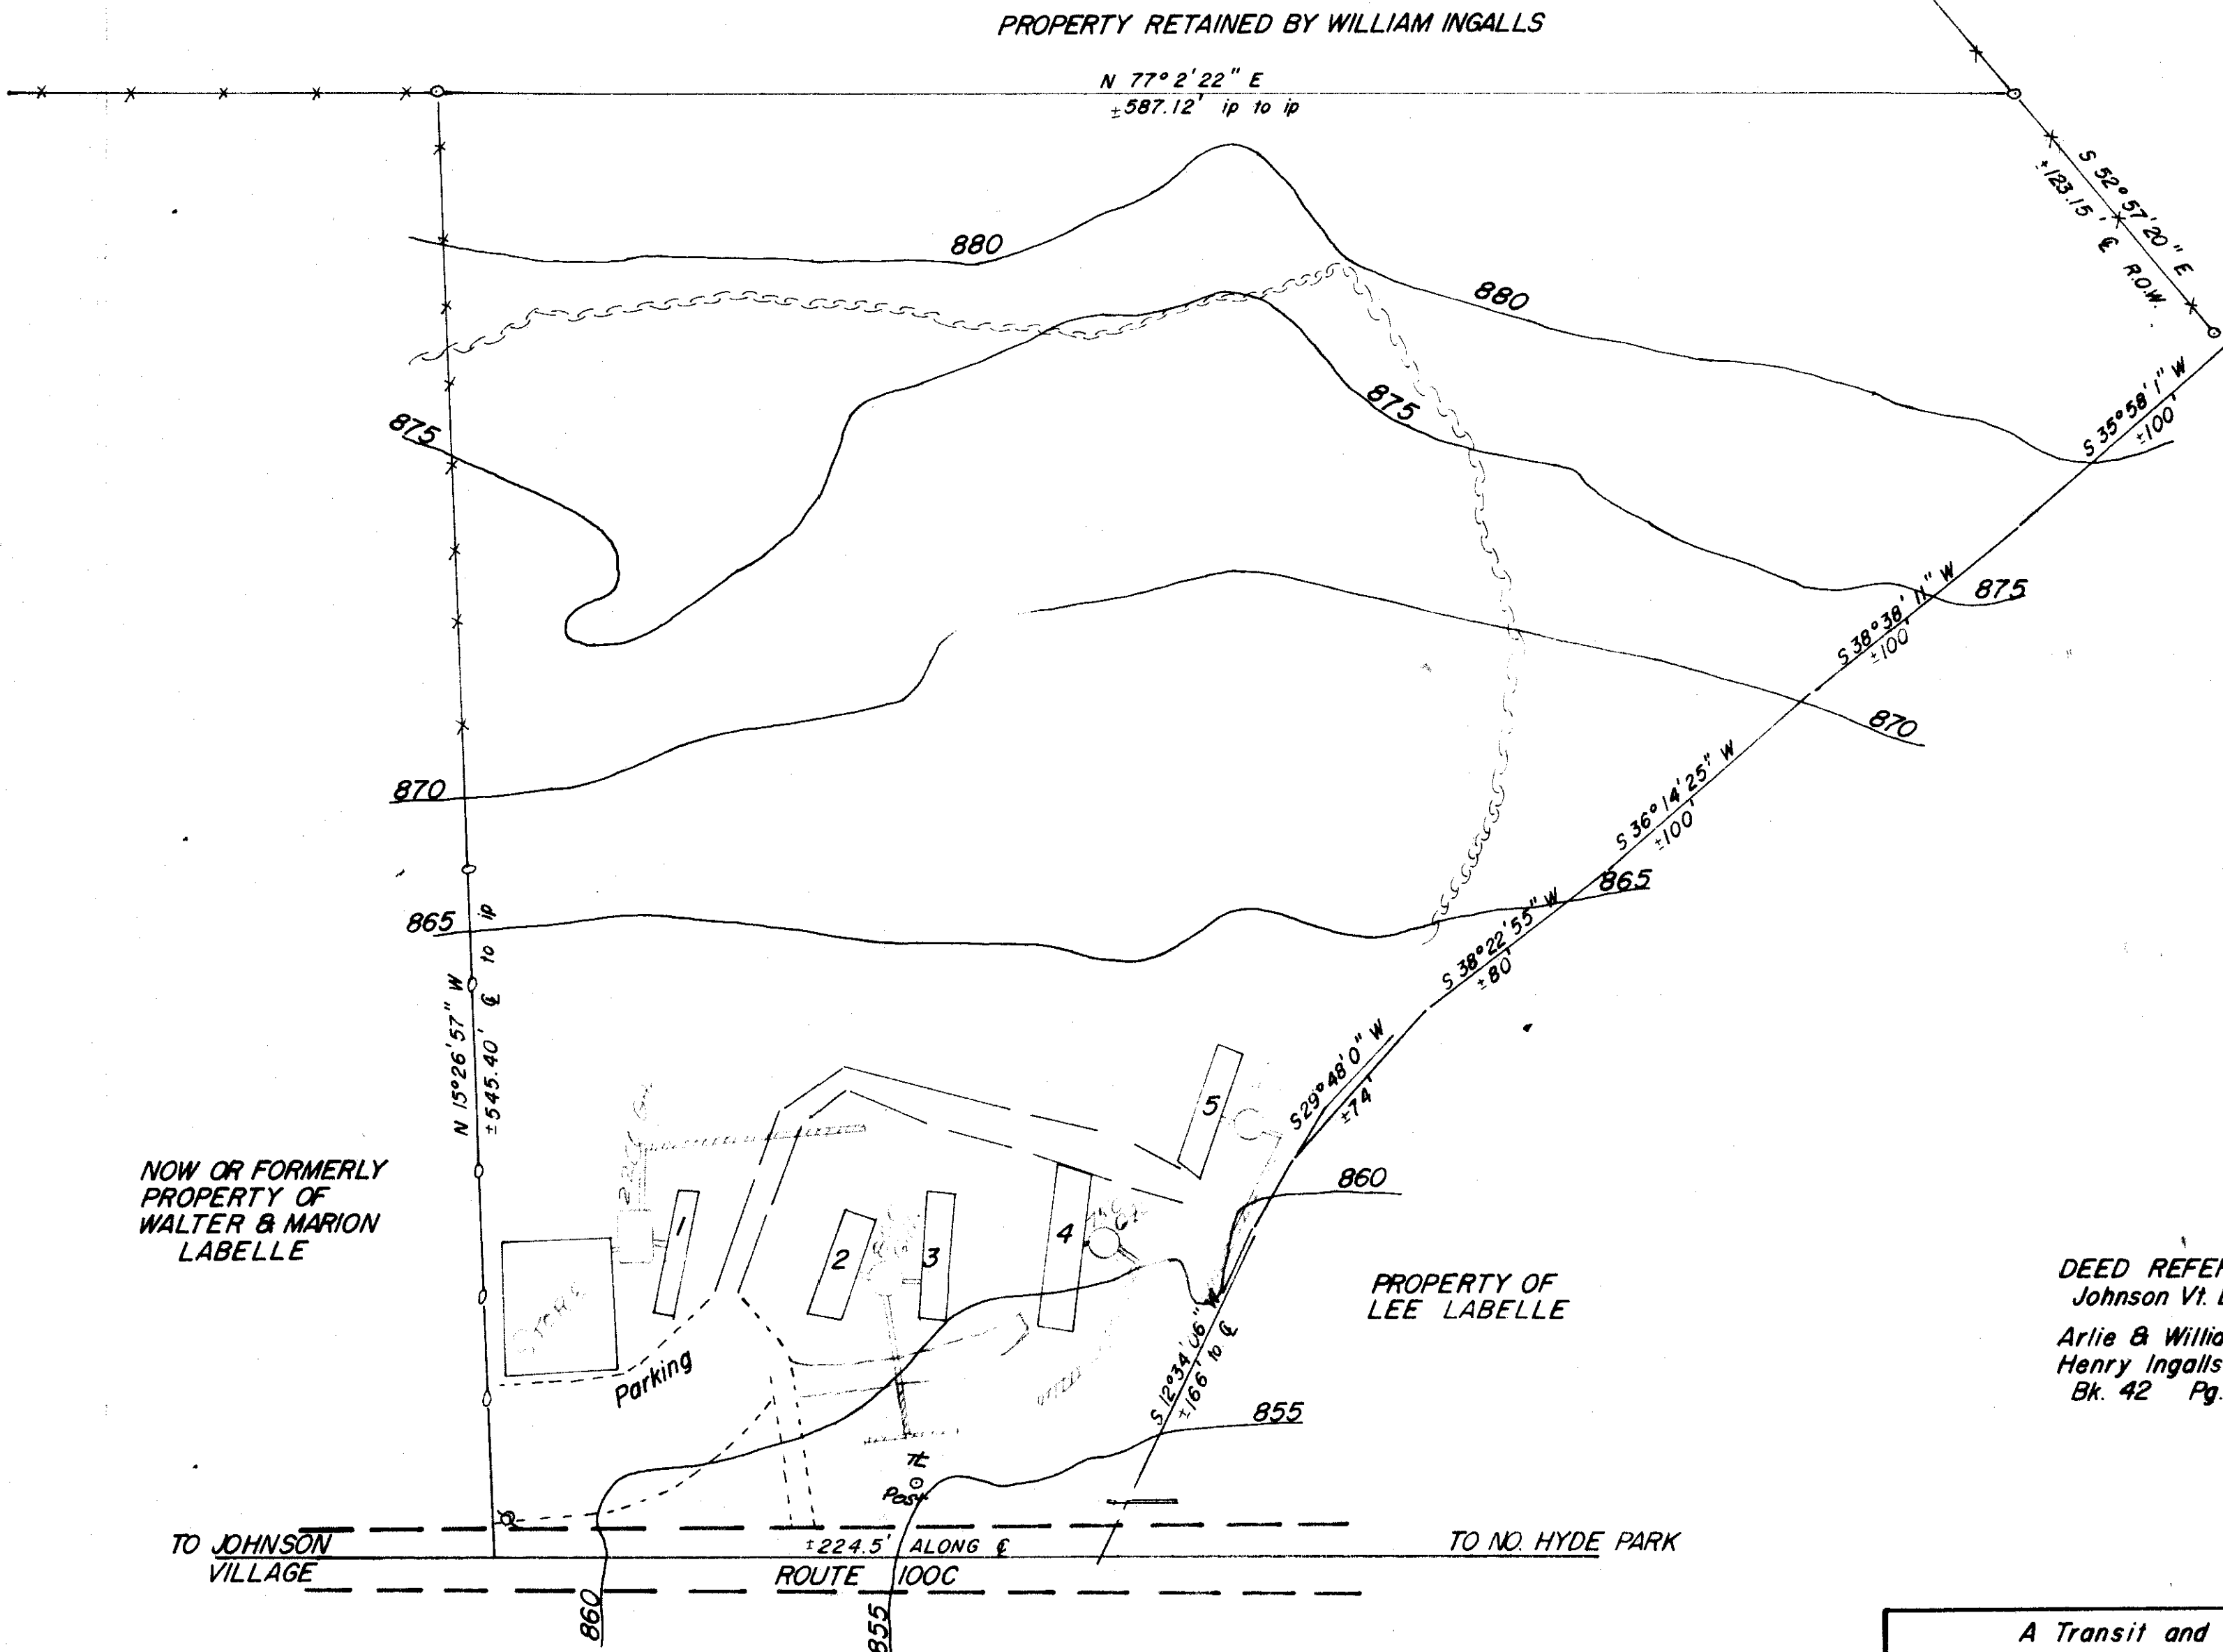 PROPERTY RETAINED BY WILLIAM INGALLS
N 77° 2' 22" E
±587.12' ip to ip
S 52° 57' 20" E
±123.15' ℄ R.O.W.
880
880
S 35° 58' 1" W
±100'
875
875
S 38° 38' 11" W
±100'
875
870
S 36° 14' 25" W
±100'
870
865
865
S 38° 22' 55" W
±80'
N 15° 26' 57" W
±545.40' ℄ to ip
S 29° 48' 0" W
±74'
5
NOW OR FORMERLY
PROPERTY OF
WALTER & MARION
LABELLE
860
1
2
3
4
STORE
Parking
PROPERTY OF
LEE LABELLE
S 12° 34' 06" W
±166' to ℄
DEED REFER
Johnson Vt.
Arlie & Willia
Henry Ingalls
Bk. 42 Pg.
855
Post
TO JOHNSON
VILLAGE
±224.5' ALONG ℄
ROUTE 100C
TO NO. HYDE PARK
860
855
A Transit and